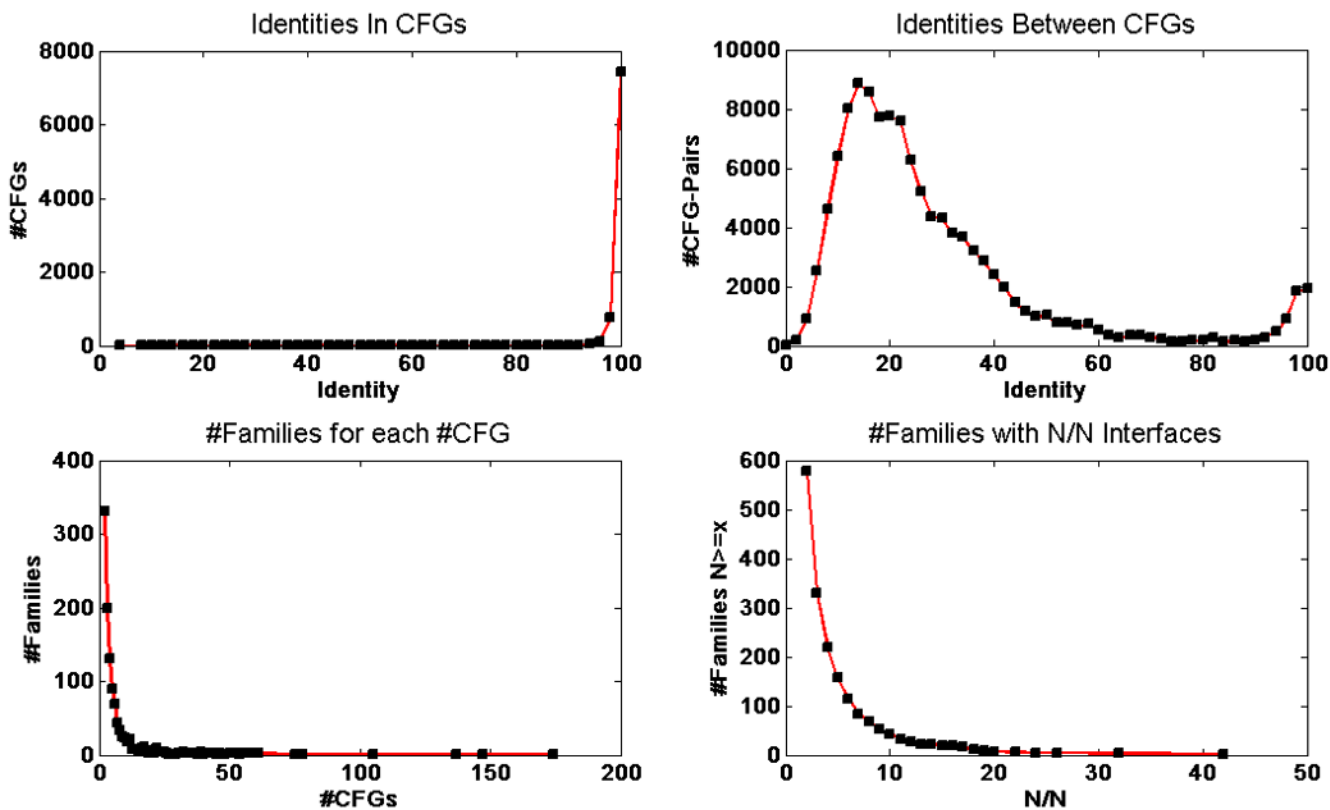 Identities In CFGs
8000
6000
4000
2000
0
#CFGs
0 20 40 60 80 100
Identity
Identities Between CFGs
10000
8000
6000
4000
2000
0
#CFG-Pairs
0 20 40 60 80 100
Identity
#Families for each #CFG
400
300
200
100
0
#Families
0 50 100 150 200
#CFGs
#Families with N/N Interfaces
600
500
400
300
200
100
0
#Families N>=x
0 10 20 30 40 50
N/N